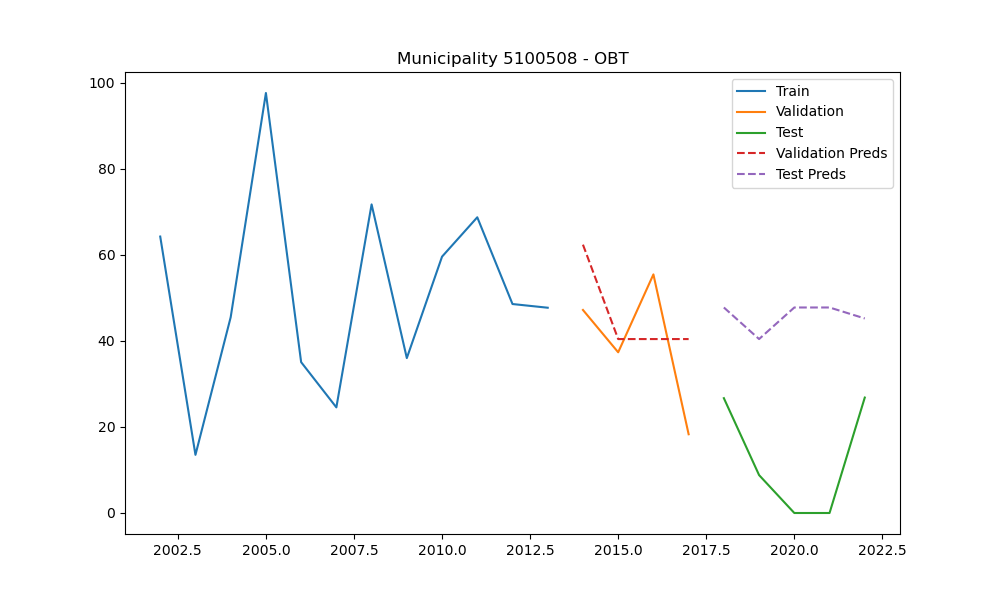 Municipality 5100508 - OBT
100
80
60
40
20
0
Train
Validation
Test
Validation Preds
Test Preds
2002.5 2005.0 2007.5 2010.0 2012.5 2015.0 2017.5 2020.0 2022.5